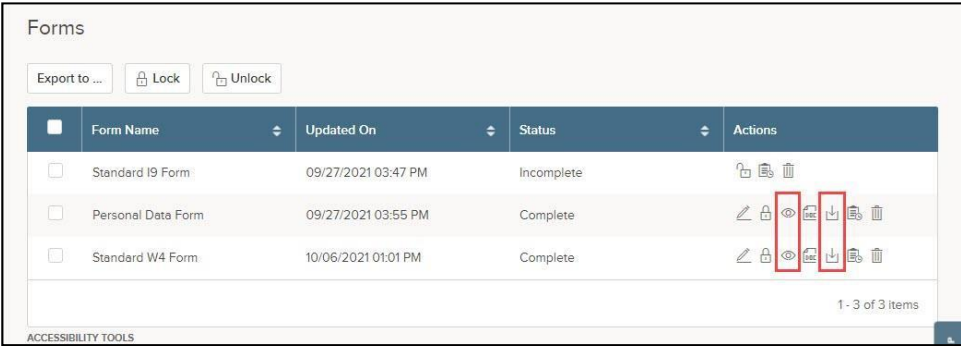 Forms
Export to ... Lock Unlock
Form Name Updated On Status Actions
Standard I9 Form 09/27/2021 03:47 PM Incomplete
Personal Data Form 09/27/2021 03:55 PM Complete
Standard W4 Form 10/06/2021 01:01 PM Complete
1 - 3 of 3 items
ACCESSIBILITY TOOLS